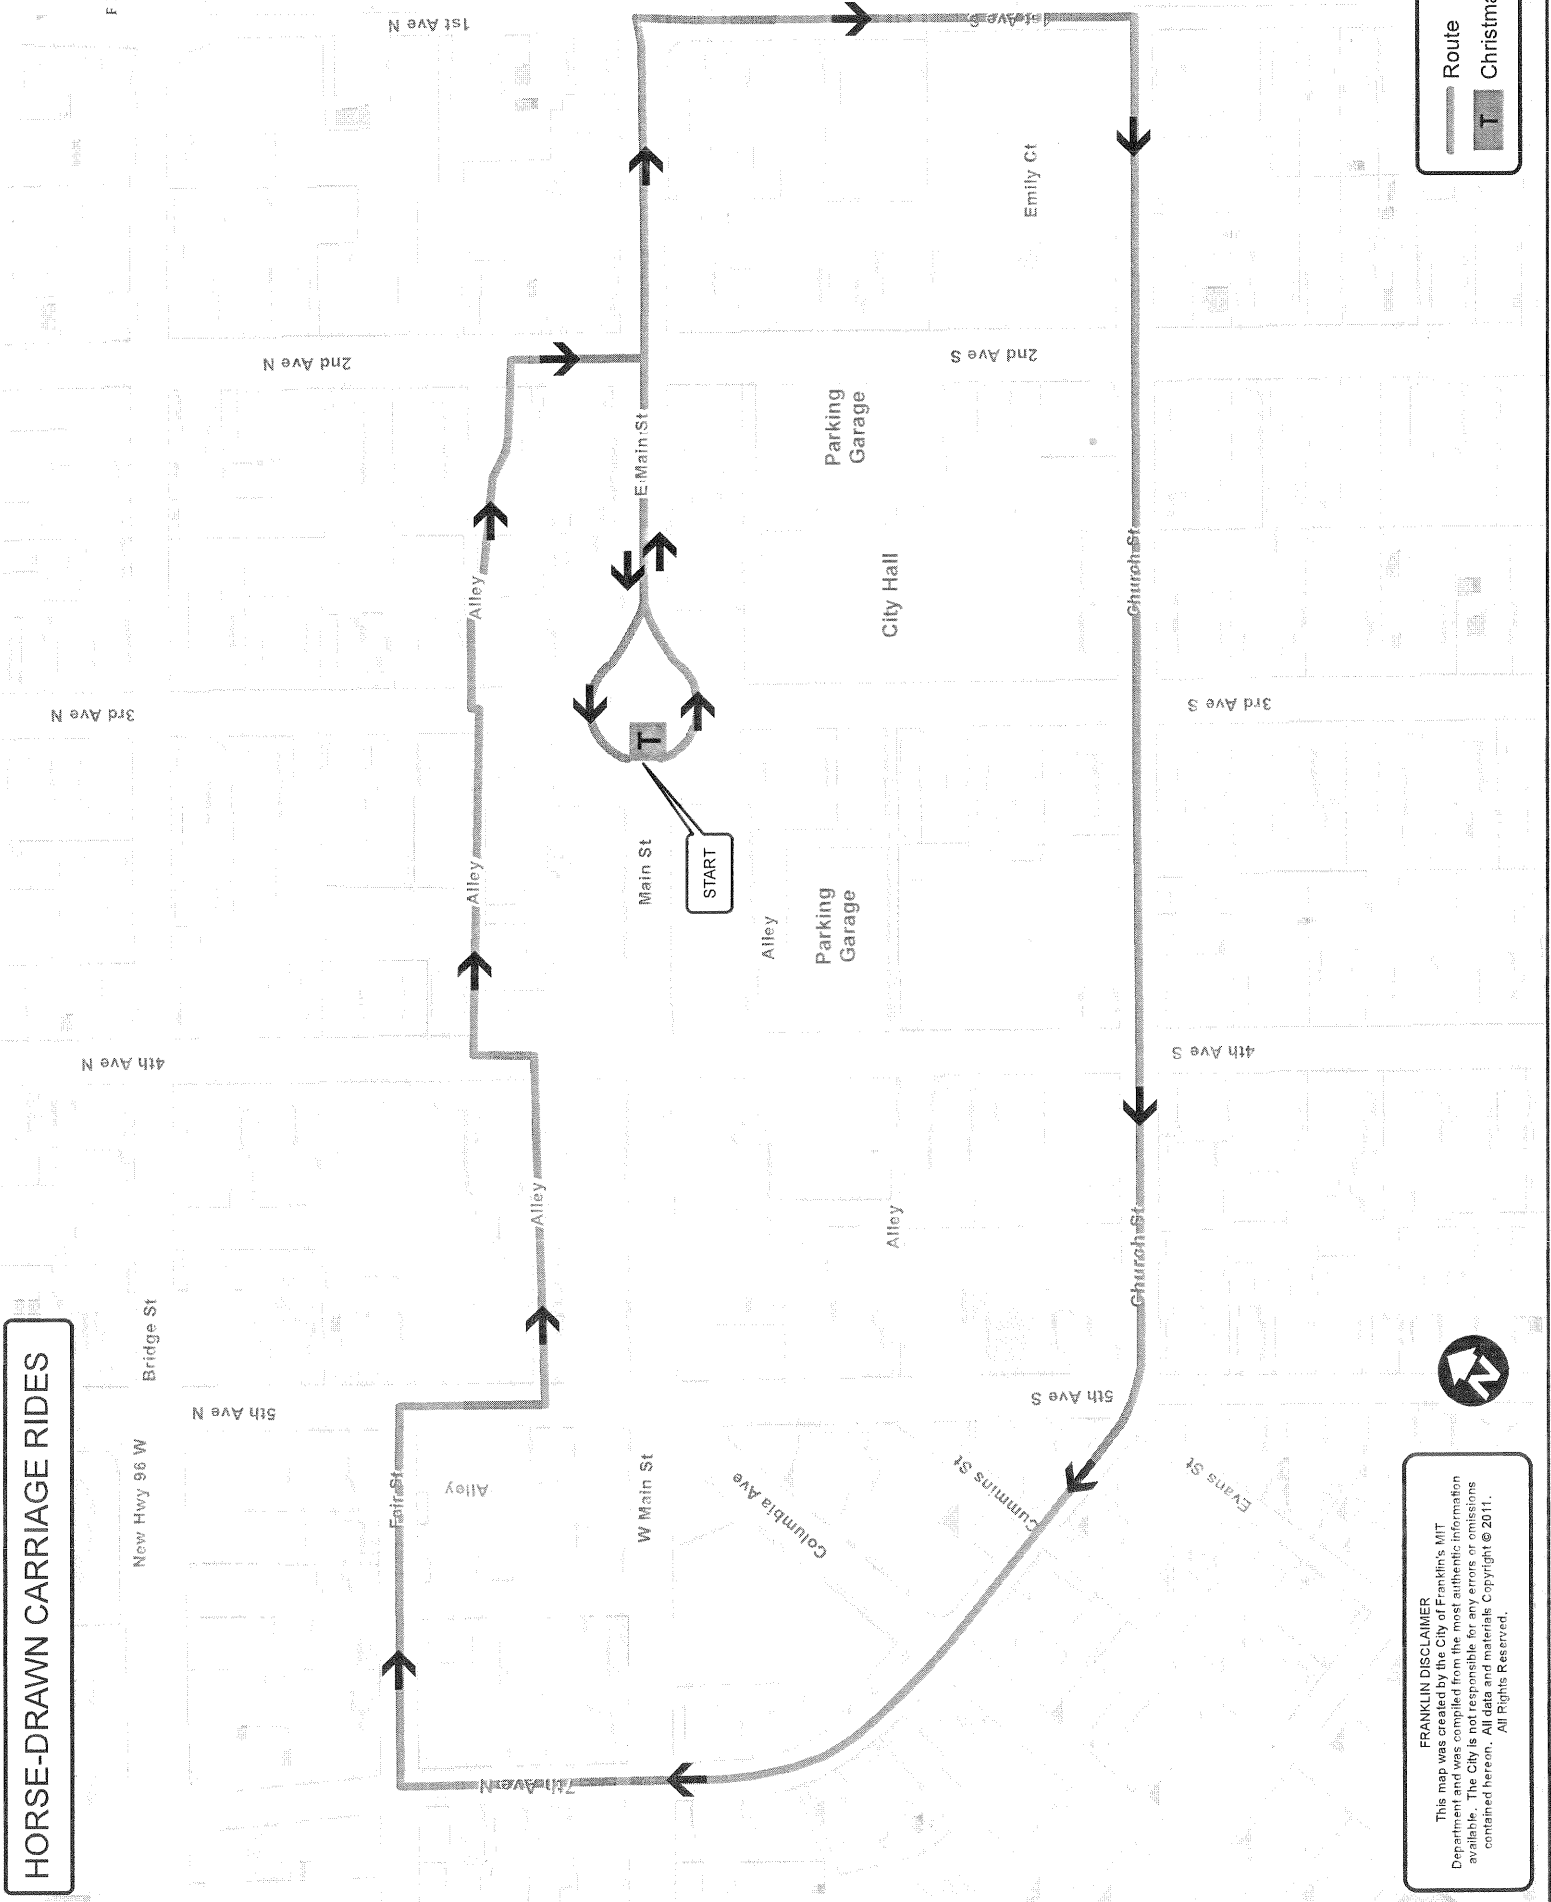 HORSE-DRAWN CARRIAGE RIDES
New Hwy 96 W
Bridge St
5th Ave N
4th Ave N
3rd Ave N
2nd Ave N
1st Ave N
Fair St
Alley
Alley
Alley
Alley
7th Ave N
W Main St
Main St
E Main St
START
T
Columbia Ave
Alley
Alley
Parking
Garage
Parking
Garage
City Hall
Cummins St
5th Ave S
4th Ave S
3rd Ave S
2nd Ave S
1st Ave S
Emily Ct
Church St
Church St
Evans St
FRANKLIN DISCLAIMER
This map was created by the City of Franklin's MIT
Department and was compiled from the most authentic information
available. The City is not responsible for any errors or omissions
contained hereon. All data and materials Copyright © 2011.
All Rights Reserved.
N
Route
T
Christma